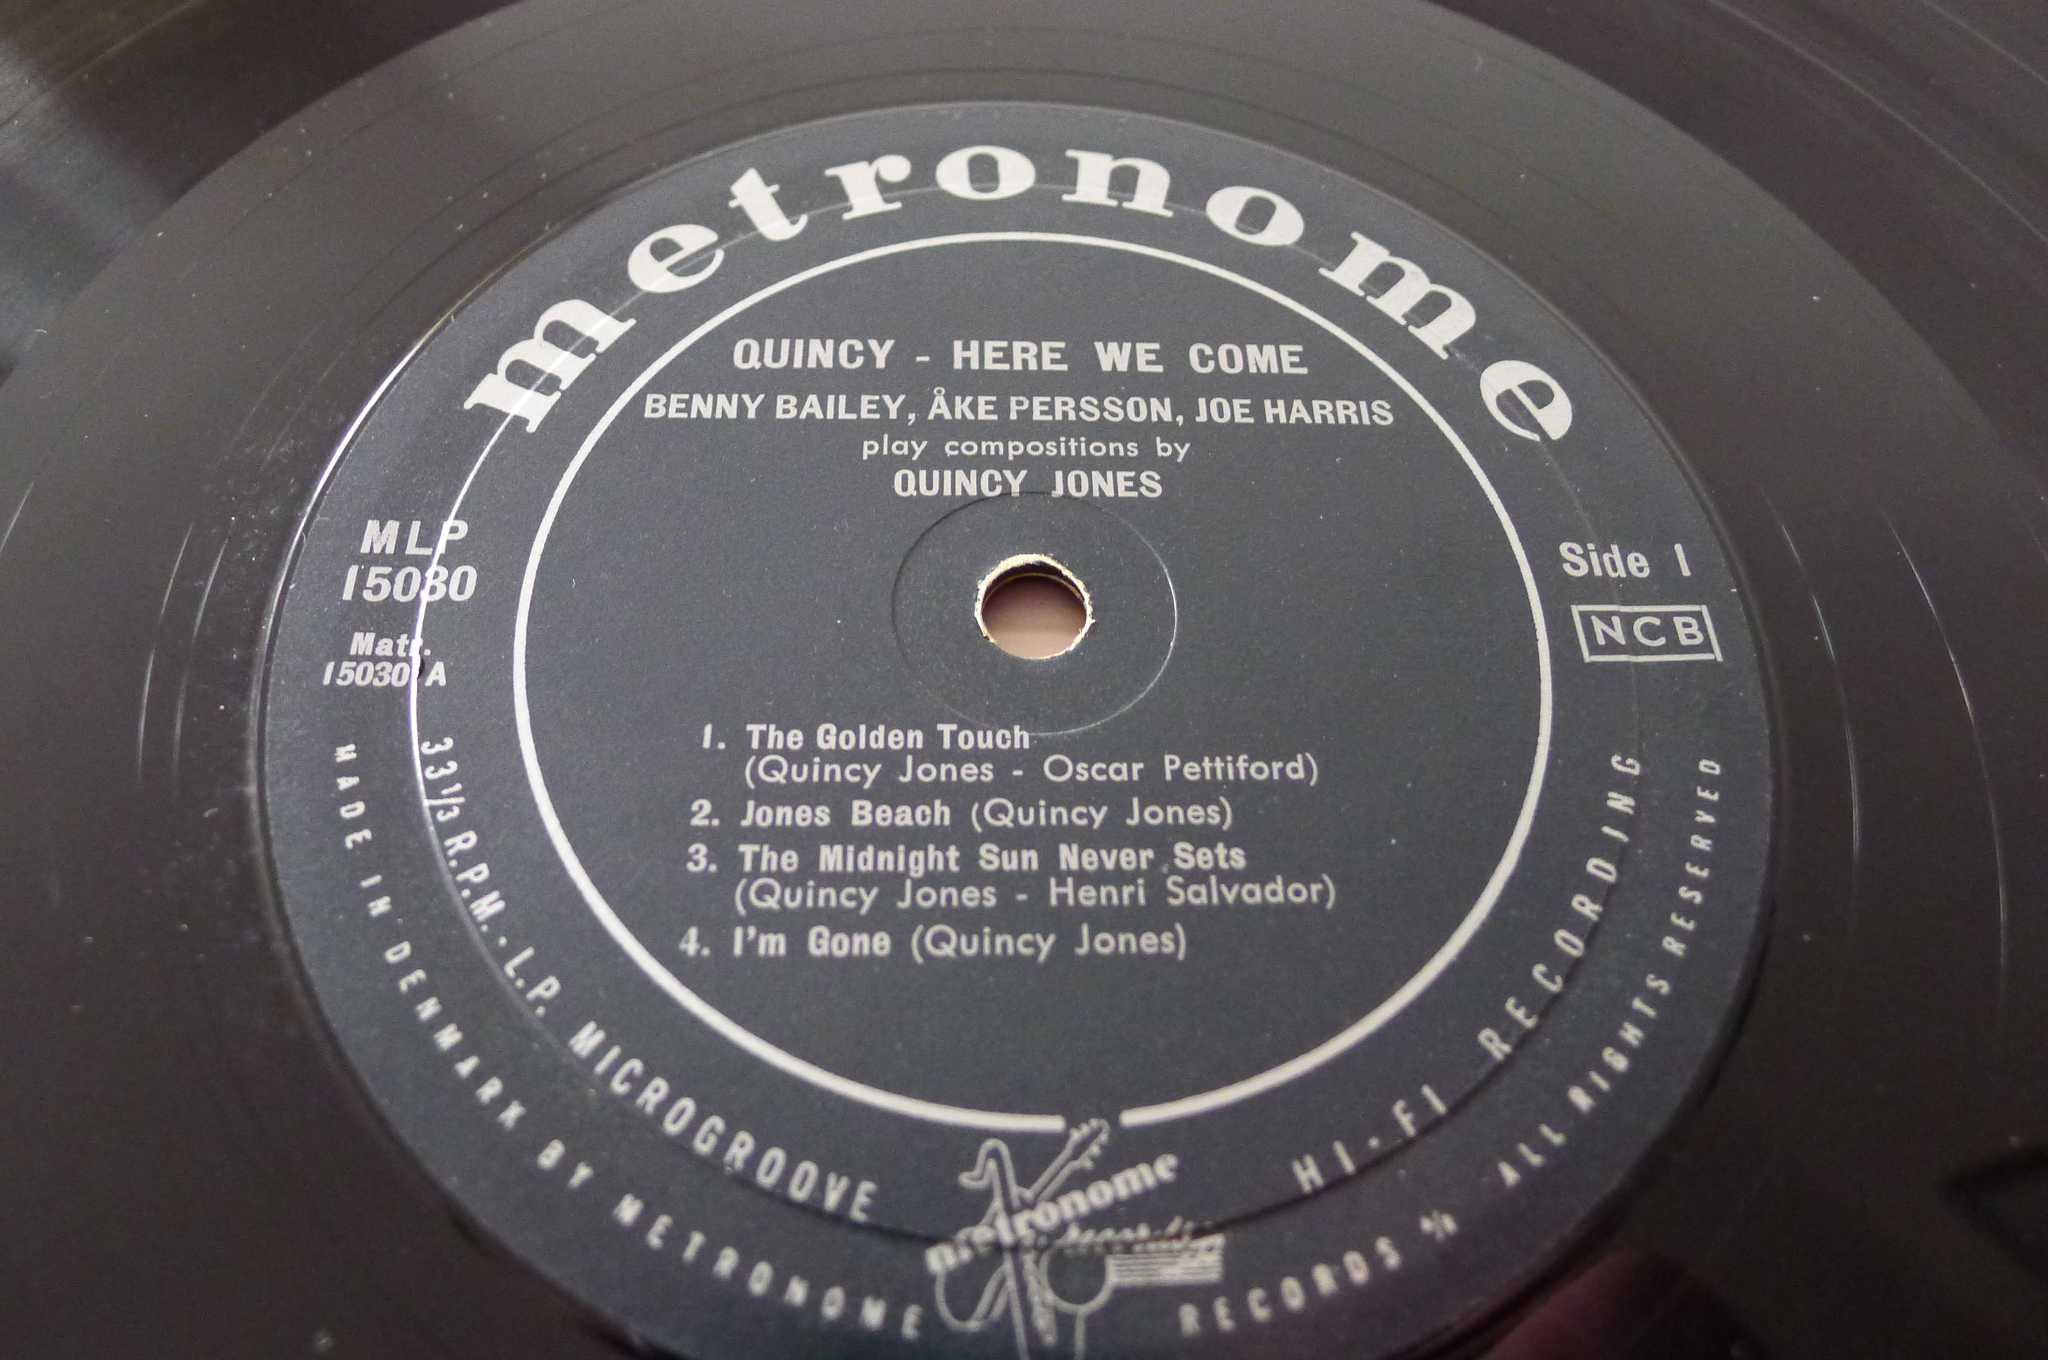 metronome
QUINCY - HERE WE COME
BENNY BAILEY, ÅKE PERSSON, JOE HARRIS
play compositions by
QUINCY JONES
MLP
15030
Matr.
15030 A
Side 1
NCB
1. The Golden Touch
(Quincy Jones - Oscar Pettiford)
2. Jones Beach (Quincy Jones)
3. The Midnight Sun Never Sets
(Quincy Jones - Henri Salvador)
4. I'm Gone (Quincy Jones)
33 1/3 R.P.M. - L.P. MICROGROOVE
HI-FI RECORDING
MADE IN DENMARK BY METRONOME RECORDS A/S ALL RIGHTS RESERVED
metronome